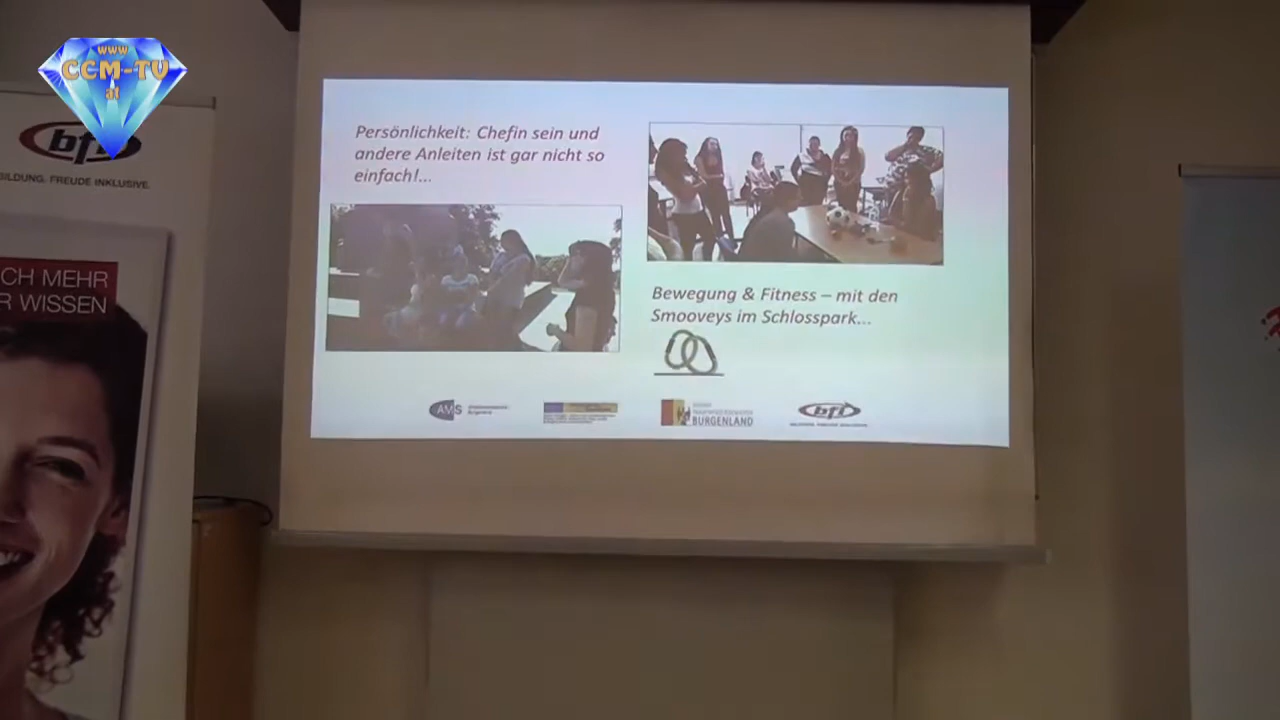 www
CCM-TV
at
bfi
BILDUNG. FREUDE INKLUSIVE.
CH MEHR
R WISSEN
Persönlichkeit: Chefin sein und
andere Anleiten ist gar nicht so
einfach!...
Bewegung & Fitness – mit den
Smooveys im Schlosspark...
AMS
BURGENLAND
bfi